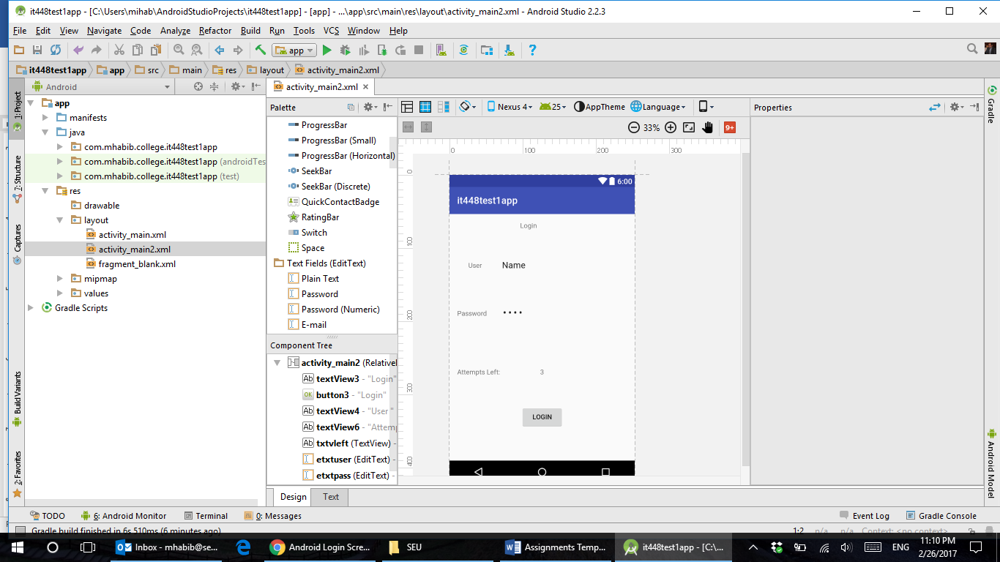 it448test1app - [C:\Users\mihab\AndroidStudioProjects\it448test1app] - [app] - ...\app\src\main\res\layout\activity_main2.xml - Android Studio 2.2.3
File Edit View Navigate Code Analyze Refactor Build Run Tools VCS Window Help
app
it448test1app app src main res layout activity_main2.xml
1: Project
7: Structure
Captures
Build Variants
2: Favorites
Android
app
manifests
java
com.mhabib.college.it448test1app
com.mhabib.college.it448test1app (androidTes
com.mhabib.college.it448test1app (test)
res
drawable
layout
activity_main.xml
activity_main2.xml
fragment_blank.xml
mipmap
values
Gradle Scripts
activity_main2.xml
Palette
ProgressBar
ProgressBar (Small)
ProgressBar (Horizontal)
SeekBar
SeekBar (Discrete)
QuickContactBadge
RatingBar
Switch
Space
Text Fields (EditText)
Plain Text
Password
Password (Numeric)
E-mail
Component Tree
activity_main2 (Relativel
Ab textView3 - "Login"
OK button3 - "Login"
Ab textView4 - "User "
Ab textView6 - "Attemp
Ab txtvleft (TextView) -
etxtuser (EditText) -
etxtpass (EditText) -
Nexus 4 25 AppTheme Language
33% 9+
0 100 200 300
0
100
200
300
400
6:00
it448test1app
Login
User Name
Password ••••
Attempts Left: 3
LOGIN
Properties
Gradle
Android Model
Design Text
TODO 6: Android Monitor Terminal 0: Messages Event Log Gradle Console
Gradle build finished in 6s 510ms (6 minutes ago) 1:2 n/a n/a Context: <no context>
Inbox - mhabib@se... Android Login Scre... SEU Assignments Temp... it448test1app - [C:\... ENG 11:10 PM
2/26/2017